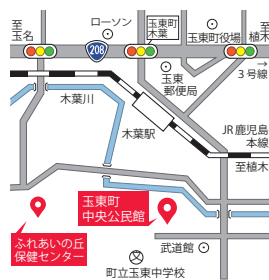 至
玉名
ローソン
208
玉東町
木葉
玉東町役場
至
植木
→
3号線
玉東
郵便局
木葉川
木葉駅
JR鹿児島
本線
至植木
玉東町
中央公民館
ふれあいの丘
保健センター
武道館
文
町立玉東中学校